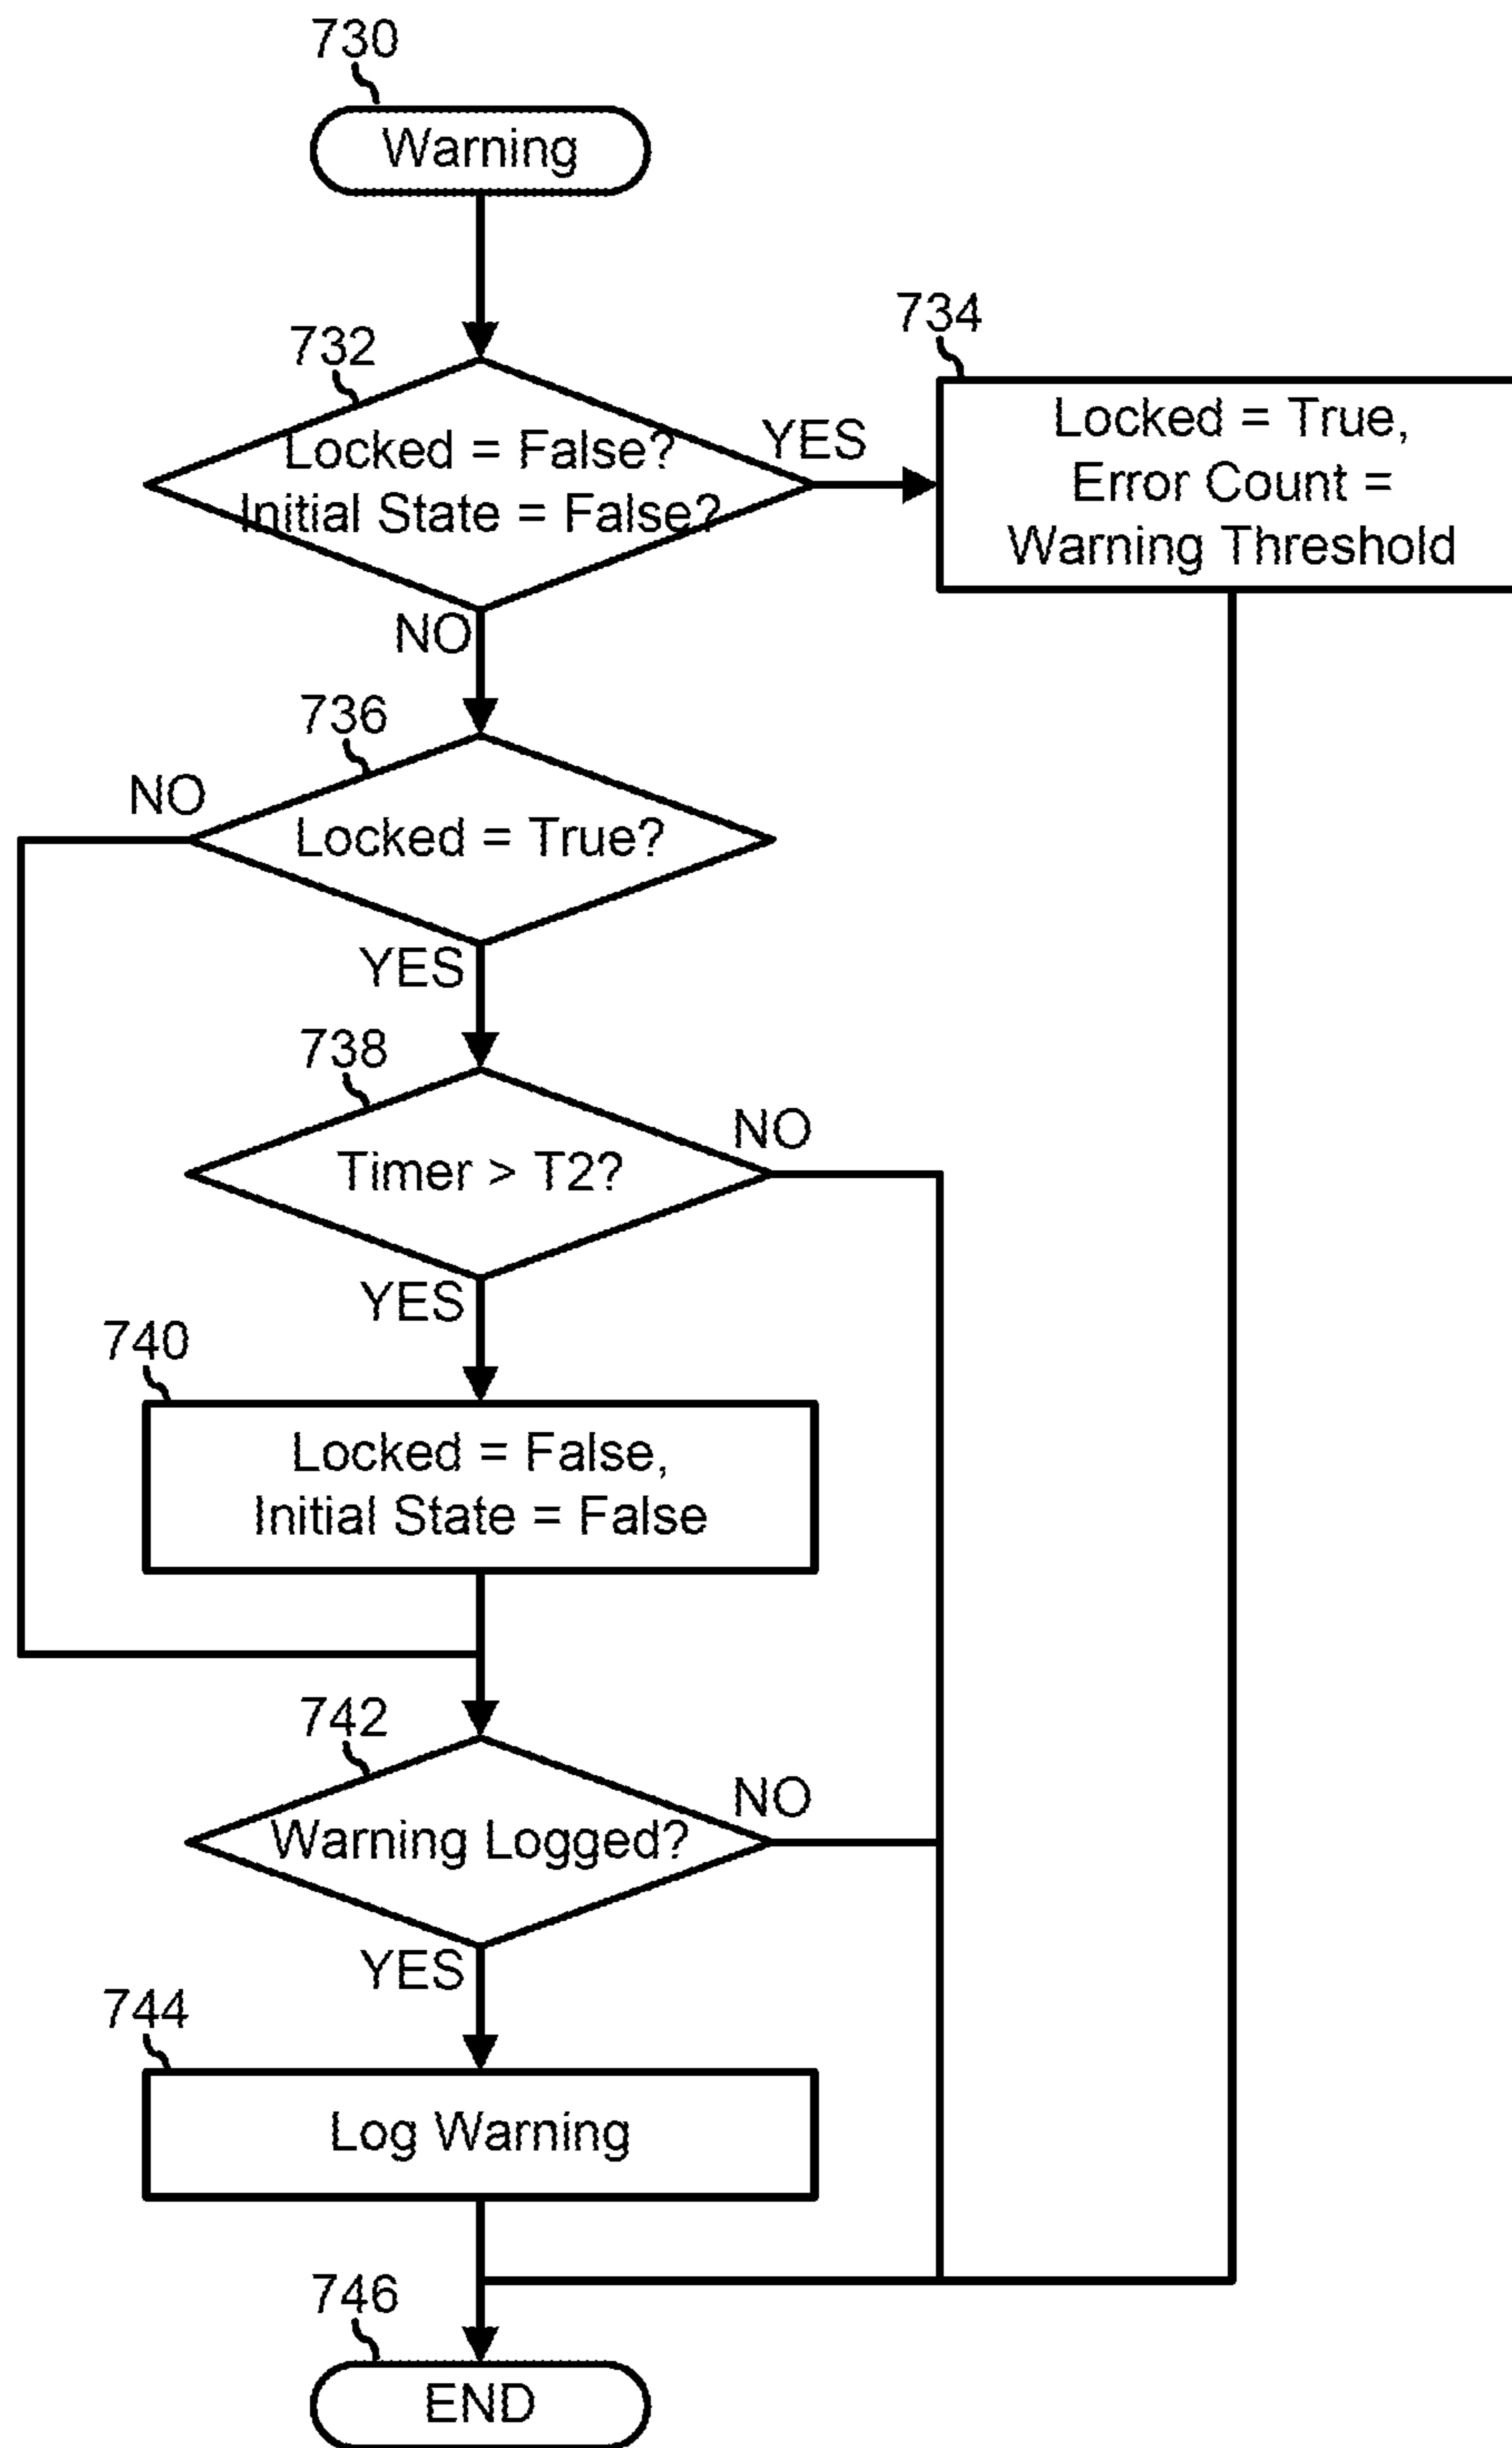 730
Warning
732
Locked = False?
Initial State = False?
YES
NO
734
Locked = True,
Error Count =
Warning Threshold
736
NO
Locked = True?
YES
738
NO
Timer > T2?
YES
740
Locked = False,
Initial State = False
742
NO
Warning Logged?
YES
744
Log Warning
746
END